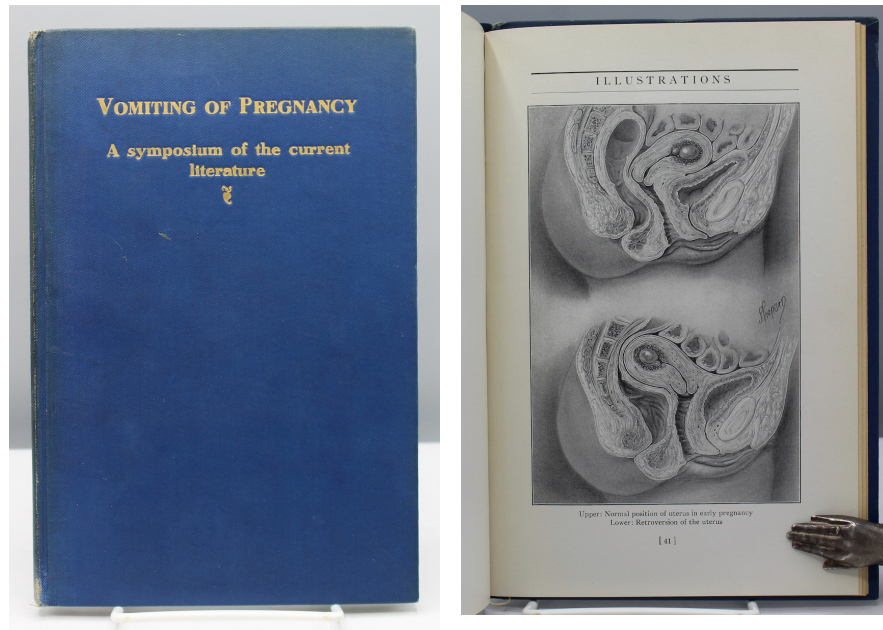 VOMITING OF PREGNANCY
A symposium of the current
literature
ILLUSTRATIONS
Shapiro
Upper: Normal position of uterus in early pregnancy
Lower: Retroversion of the uterus
[41]